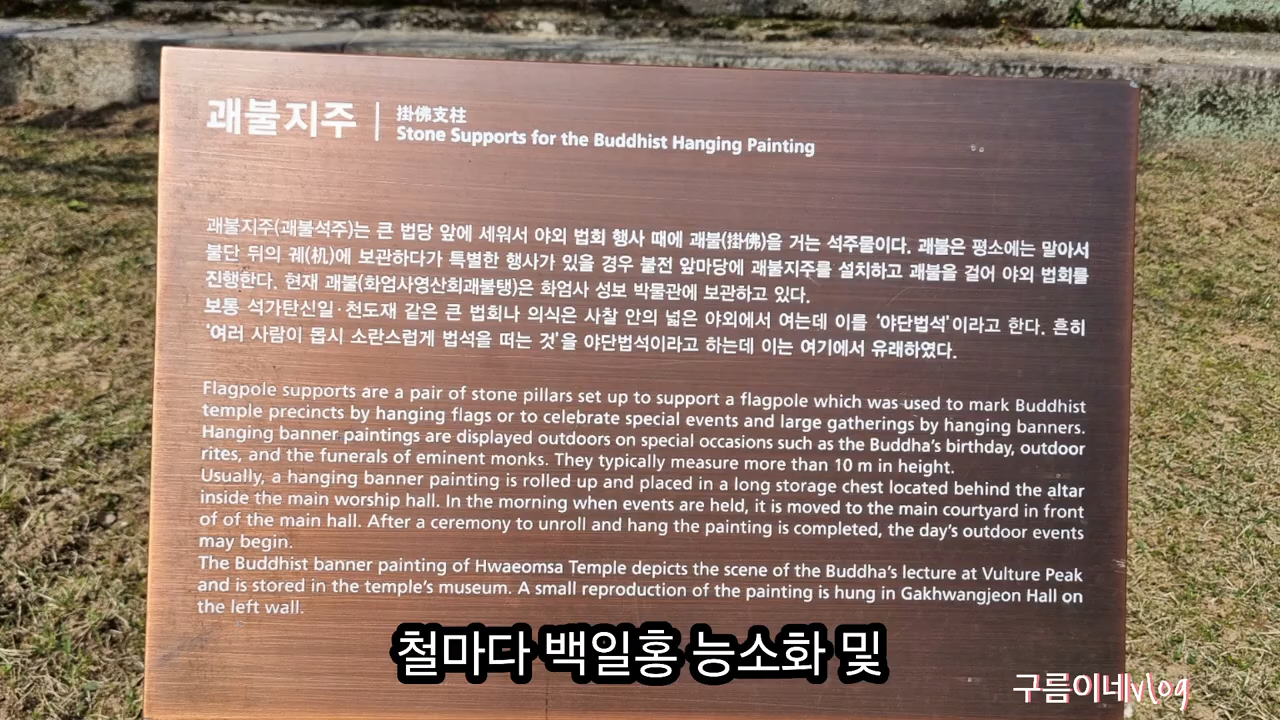 괘불지주
掛佛支柱
Stone Supports for the Buddhist Hanging Painting
괘불지주(괘불석주)는 큰 법당 앞에 세워서 야외 법회 행사 때에 괘불(掛佛)을 거는 석주물이다. 괘불은 평소에는 말아서
불단 뒤의 궤(机)에 보관하다가 특별한 행사가 있을 경우 불전 앞마당에 괘불지주를 설치하고 괘불을 걸어 야외 법회를
진행한다. 현재 괘불(화엄사영산회괘불탱)은 화엄사 성보 박물관에 보관하고 있다.
보통 석가탄신일·천도재 같은 큰 법회나 의식은 사찰 안의 넓은 야외에서 여는데 이를 ‘야단법석’이라고 한다. 흔히
‘여러 사람이 몹시 소란스럽게 법석을 떠는 것’을 야단법석이라고 하는데 이는 여기에서 유래하였다.
Flagpole supports are a pair of stone pillars set up to support a flagpole which was used to mark Buddhist
temple precincts by hanging flags or to celebrate special events and large gatherings by hanging banners.
Hanging banner paintings are displayed outdoors on special occasions such as the Buddha's birthday, outdoor
rites, and the funerals of eminent monks. They typically measure more than 10 m in height.
Usually, a hanging banner painting is rolled up and placed in a long storage chest located behind the altar
inside the main worship hall. In the morning when events are held, it is moved to the main courtyard in front
of of the main hall. After a ceremony to unroll and hang the painting is completed, the day's outdoor events
may begin.
The Buddhist banner painting of Hwaeomsa Temple depicts the scene of the Buddha's lecture at Vulture Peak
and is stored in the temple's museum. A small reproduction of the painting is hung in Gakhwangjeon Hall on
the left wall.
철마다 백일홍 능소화 및
구름이네vlog